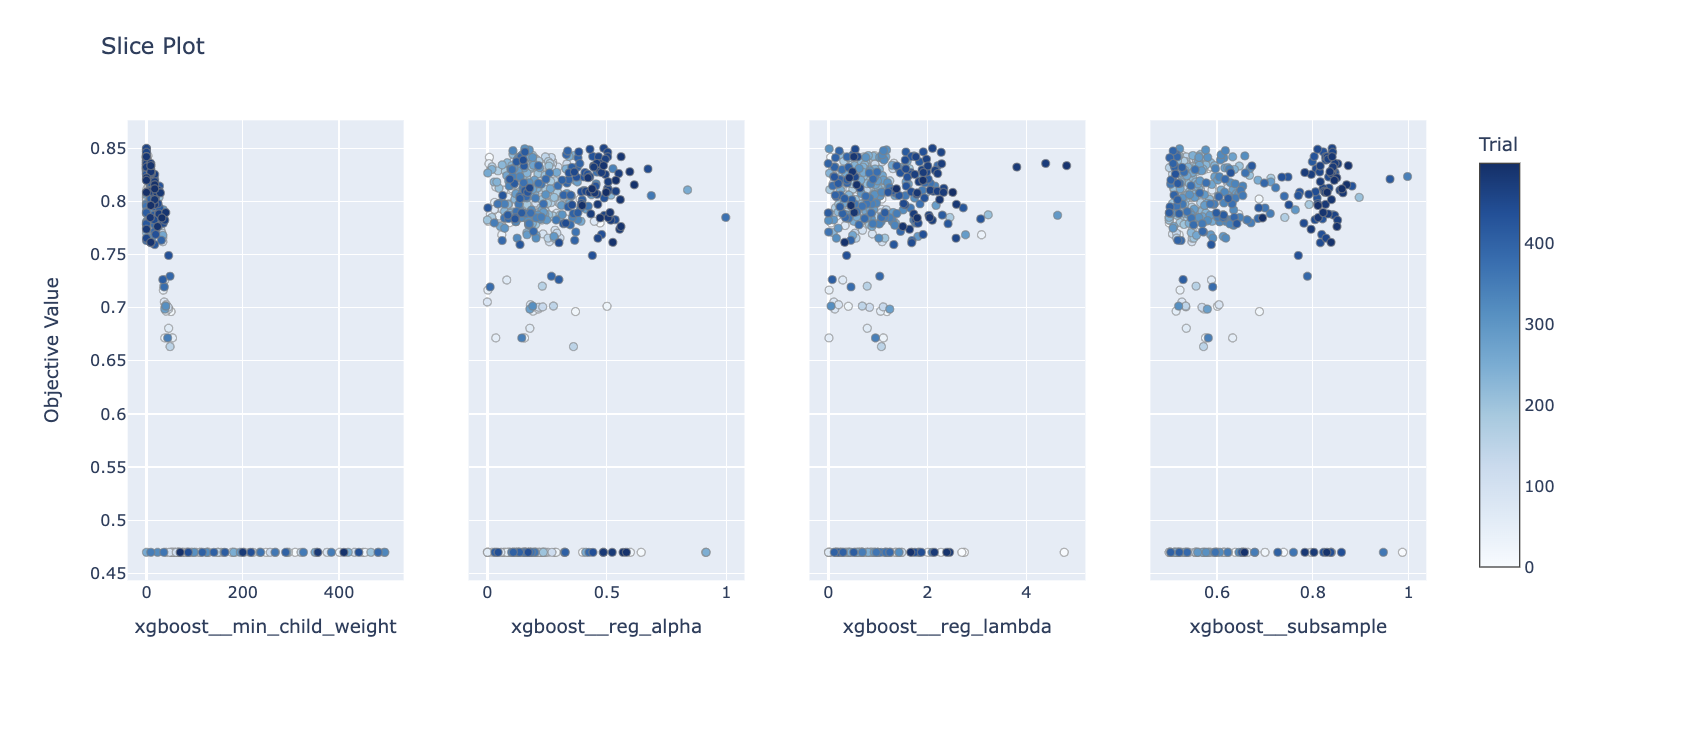 Slice Plot
Objective Value
0.85
0.8
0.75
0.7
0.65
0.6
0.55
0.5
0.45
0 200 400
0 0.5 1
0 2 4
0.6 0.8 1
xgboost__min_child_weight
xgboost__reg_alpha
xgboost__reg_lambda
xgboost__subsample
Trial
400
300
200
100
0